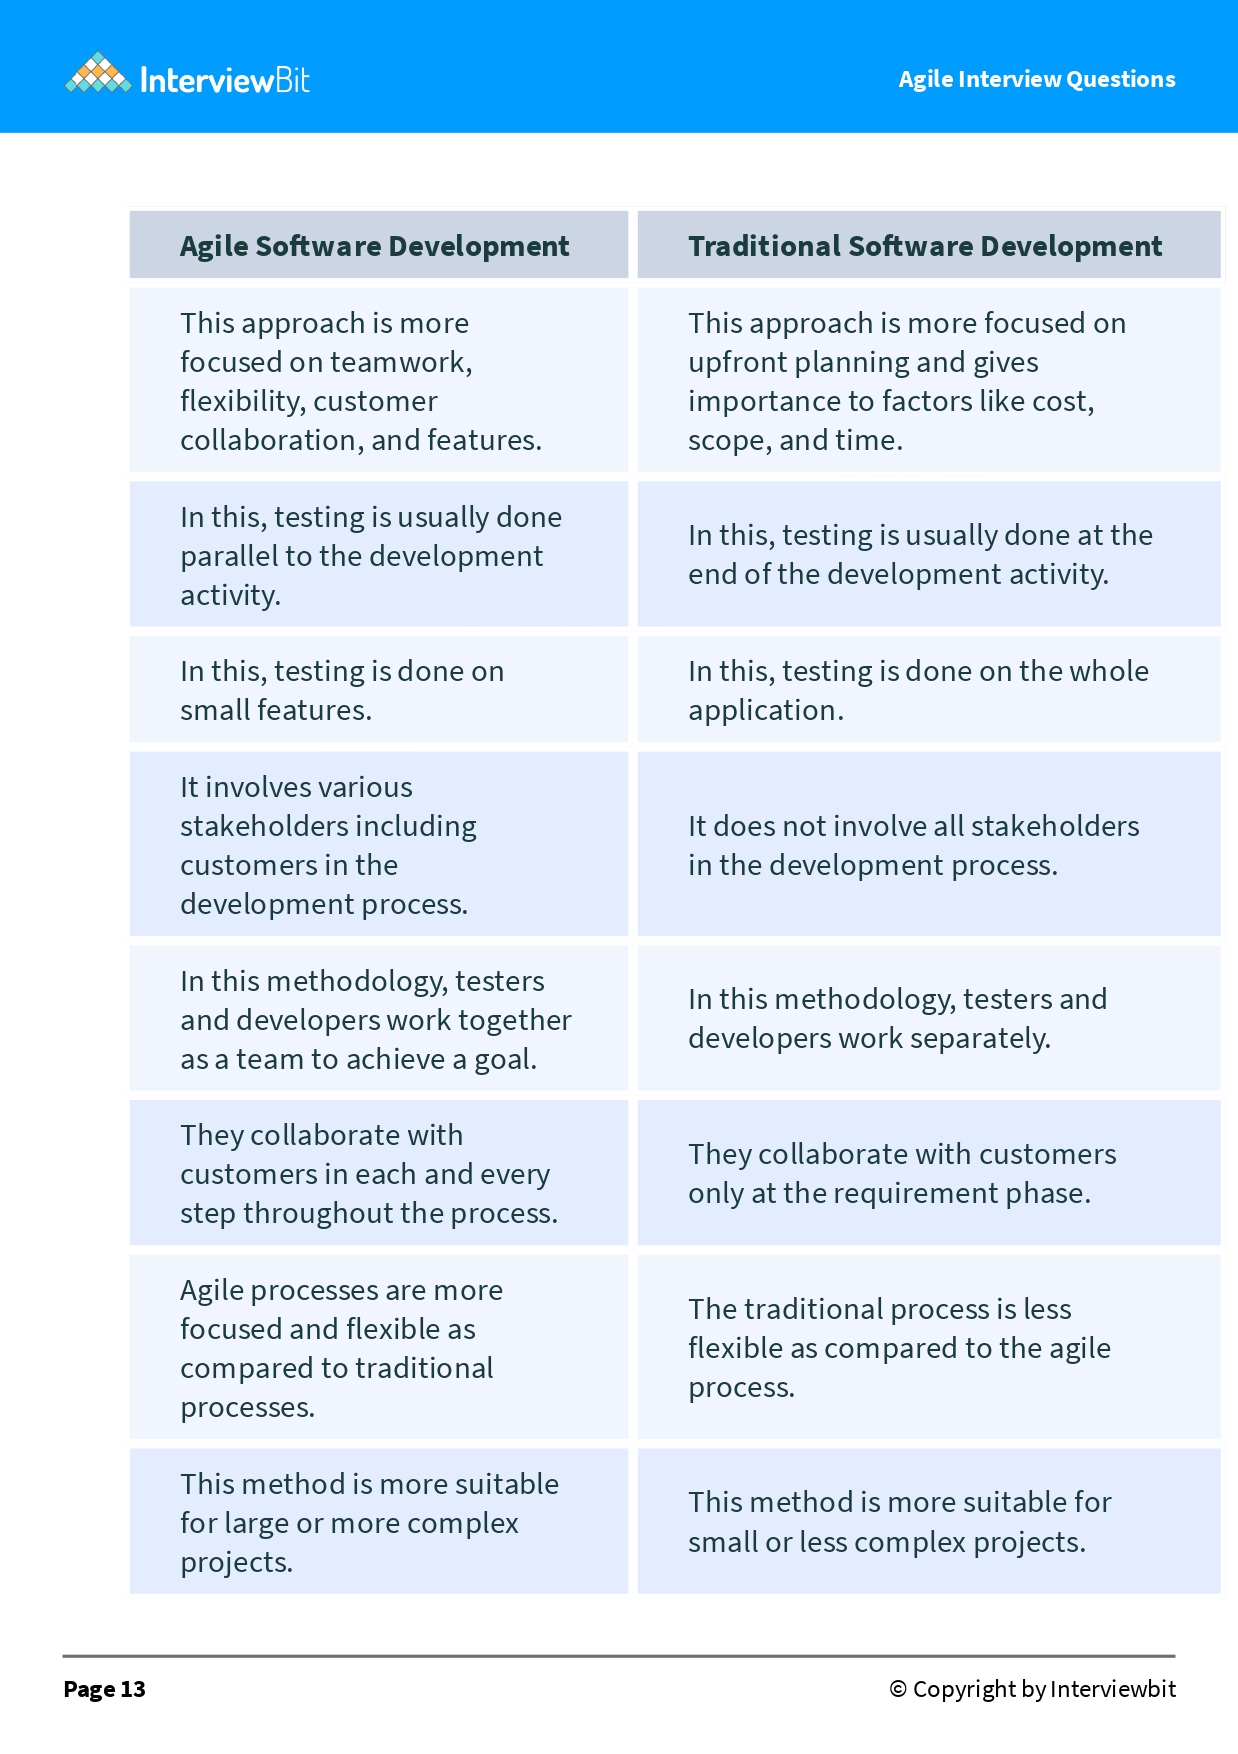 InterviewBit
Agile Interview Questions
Agile Software Development
Traditional Software Development
This approach is more
focused on teamwork,
flexibility, customer
collaboration, and features.
This approach is more focused on
upfront planning and gives
importance to factors like cost,
scope, and time.
In this, testing is usually done
parallel to the development
activity.
In this, testing is usually done at the
end of the development activity.
In this, testing is done on
small features.
In this, testing is done on the whole
application.
It involves various
stakeholders including
customers in the
development process.
It does not involve all stakeholders
in the development process.
In this methodology, testers
and developers work together
as a team to achieve a goal.
In this methodology, testers and
developers work separately.
They collaborate with
customers in each and every
step throughout the process.
They collaborate with customers
only at the requirement phase.
Agile processes are more
focused and flexible as
compared to traditional
processes.
The traditional process is less
flexible as compared to the agile
process.
This method is more suitable
for large or more complex
projects.
This method is more suitable for
small or less complex projects.
Page 13
© Copyright by Interviewbit